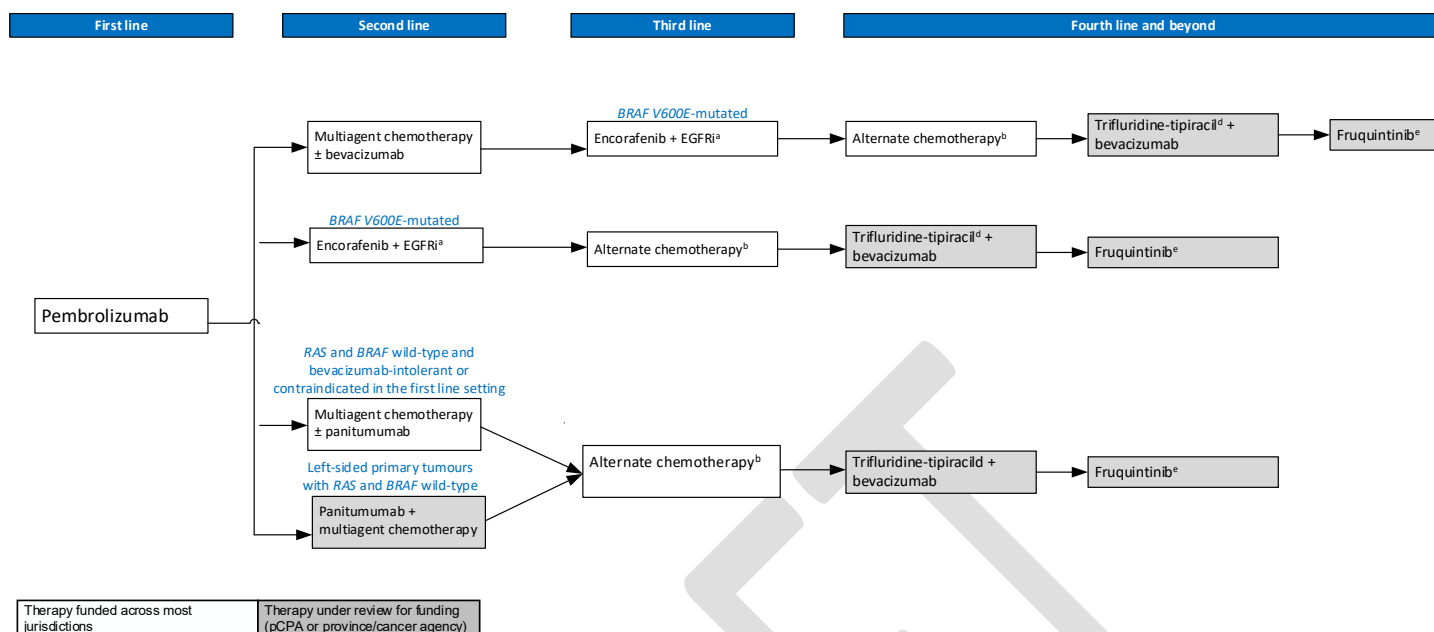 First line
Second line
Third line
Fourth line and beyond
Multiagent chemotherapy
± bevacizumab
BRAF V600E-mutated
Encorafenib + EGFRiᵃ
Alternate chemotherapyᵇ
Trifluridine-tipiracilᵈ +
bevacizumab
Fruquintinibᵉ
BRAF V600E-mutated
Encorafenib + EGFRiᵃ
Alternate chemotherapyᵇ
Trifluridine-tipiracilᵈ +
bevacizumab
Fruquintinibᵉ
Pembrolizumab
RAS and BRAF wild-type and
bevacizumab-intolerant or
contraindicated in the first line setting
Multiagent chemotherapy
± panitumumab
Left-sided primary tumours
with RAS and BRAF wild-type
Panitumumab +
multiagent chemotherapy
Alternate chemotherapyᵇ
Trifluridine-tipiracild +
bevacizumab
Fruquintinibᵉ
Therapy funded across most
jurisdictions
Therapy under review for funding
(pCPA or province/cancer agency)